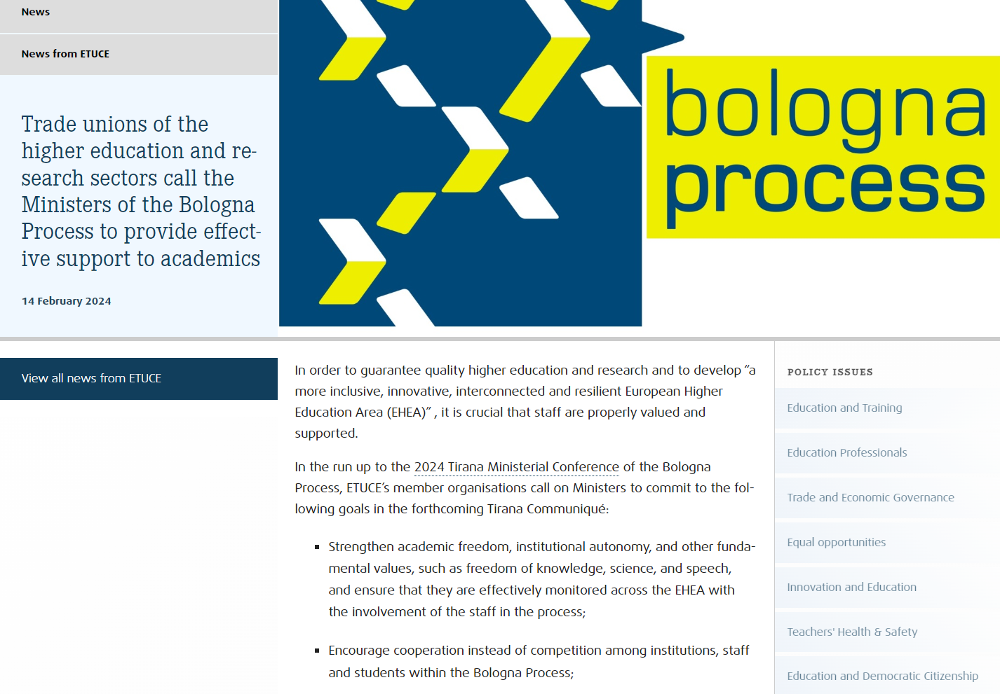 News
News from ETUCE
Trade unions of the
higher education and re-
search sectors call the
Ministers of the Bologna
Process to provide effect-
ive support to academics
14 February 2024
bologna
process
View all news from ETUCE
In order to guarantee quality higher education and research and to develop “a
more inclusive, innovative, interconnected and resilient European Higher
Education Area (EHEA)” , it is crucial that staff are properly valued and
supported.
In the run up to the 2024 Tirana Ministerial Conference of the Bologna
Process, ETUCE’s member organisations call on Ministers to commit to the fol-
lowing goals in the forthcoming Tirana Communiqué:
▪ Strengthen academic freedom, institutional autonomy, and other funda-
mental values, such as freedom of knowledge, science, and speech,
and ensure that they are effectively monitored across the EHEA with
the involvement of the staff in the process;
▪ Encourage cooperation instead of competition among institutions, staff
and students within the Bologna Process;
POLICY ISSUES
Education and Training
Education Professionals
Trade and Economic Governance
Equal opportunities
Innovation and Education
Teachers' Health & Safety
Education and Democratic Citizenship